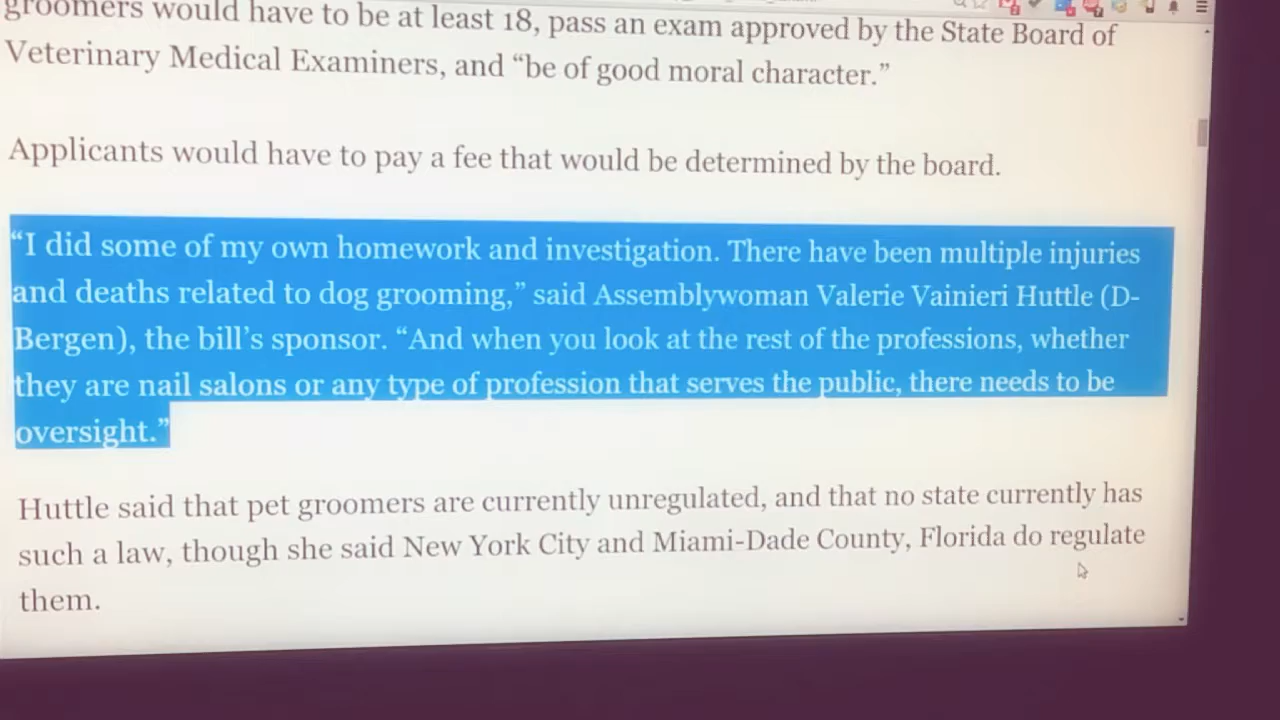 groomers would have to be at least 18, pass an exam approved by the State Board of
Veterinary Medical Examiners, and “be of good moral character.”
Applicants would have to pay a fee that would be determined by the board.
“I did some of my own homework and investigation. There have been multiple injuries
and deaths related to dog grooming,” said Assemblywoman Valerie Vainieri Huttle (D-
Bergen), the bill’s sponsor. “And when you look at the rest of the professions, whether
they are nail salons or any type of profession that serves the public, there needs to be
oversight.”
Huttle said that pet groomers are currently unregulated, and that no state currently has
such a law, though she said New York City and Miami-Dade County, Florida do regulate
them.